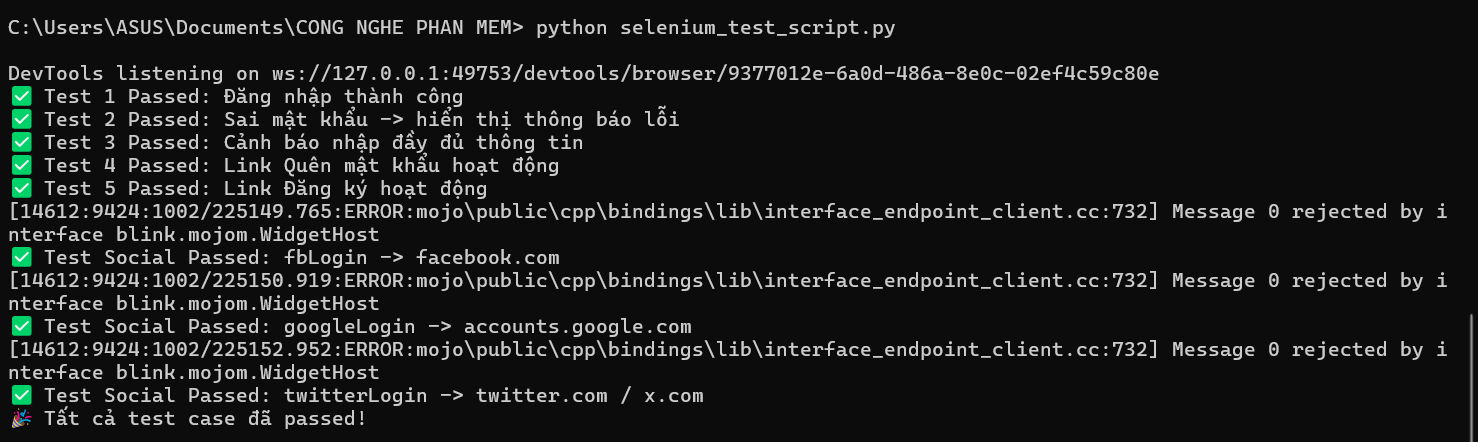 C:\Users\ASUS\Documents\CONG NGHE PHAN MEM> python selenium_test_script.py
DevTools listening on ws://127.0.0.1:49753/devtools/browser/9377012e-6a0d-486a-8e0c-02ef4c59c80e
✅ Test 1 Passed: Đăng nhập thành công
✅ Test 2 Passed: Sai mật khẩu -> hiển thị thông báo lỗi
✅ Test 3 Passed: Cảnh báo nhập đầy đủ thông tin
✅ Test 4 Passed: Link Quên mật khẩu hoạt động
✅ Test 5 Passed: Link Đăng ký hoạt động
[14612:9424:1002/225149.765:ERROR:mojo\public\cpp\bindings\lib\interface_endpoint_client.cc:732] Message 0 rejected by i
nterface blink.mojom.WidgetHost
✅ Test Social Passed: fbLogin -> facebook.com
[14612:9424:1002/225150.919:ERROR:mojo\public\cpp\bindings\lib\interface_endpoint_client.cc:732] Message 0 rejected by i
nterface blink.mojom.WidgetHost
✅ Test Social Passed: googleLogin -> accounts.google.com
[14612:9424:1002/225152.952:ERROR:mojo\public\cpp\bindings\lib\interface_endpoint_client.cc:732] Message 0 rejected by i
nterface blink.mojom.WidgetHost
✅ Test Social Passed: twitterLogin -> twitter.com / x.com
🎉 Tất cả test case đã passed!